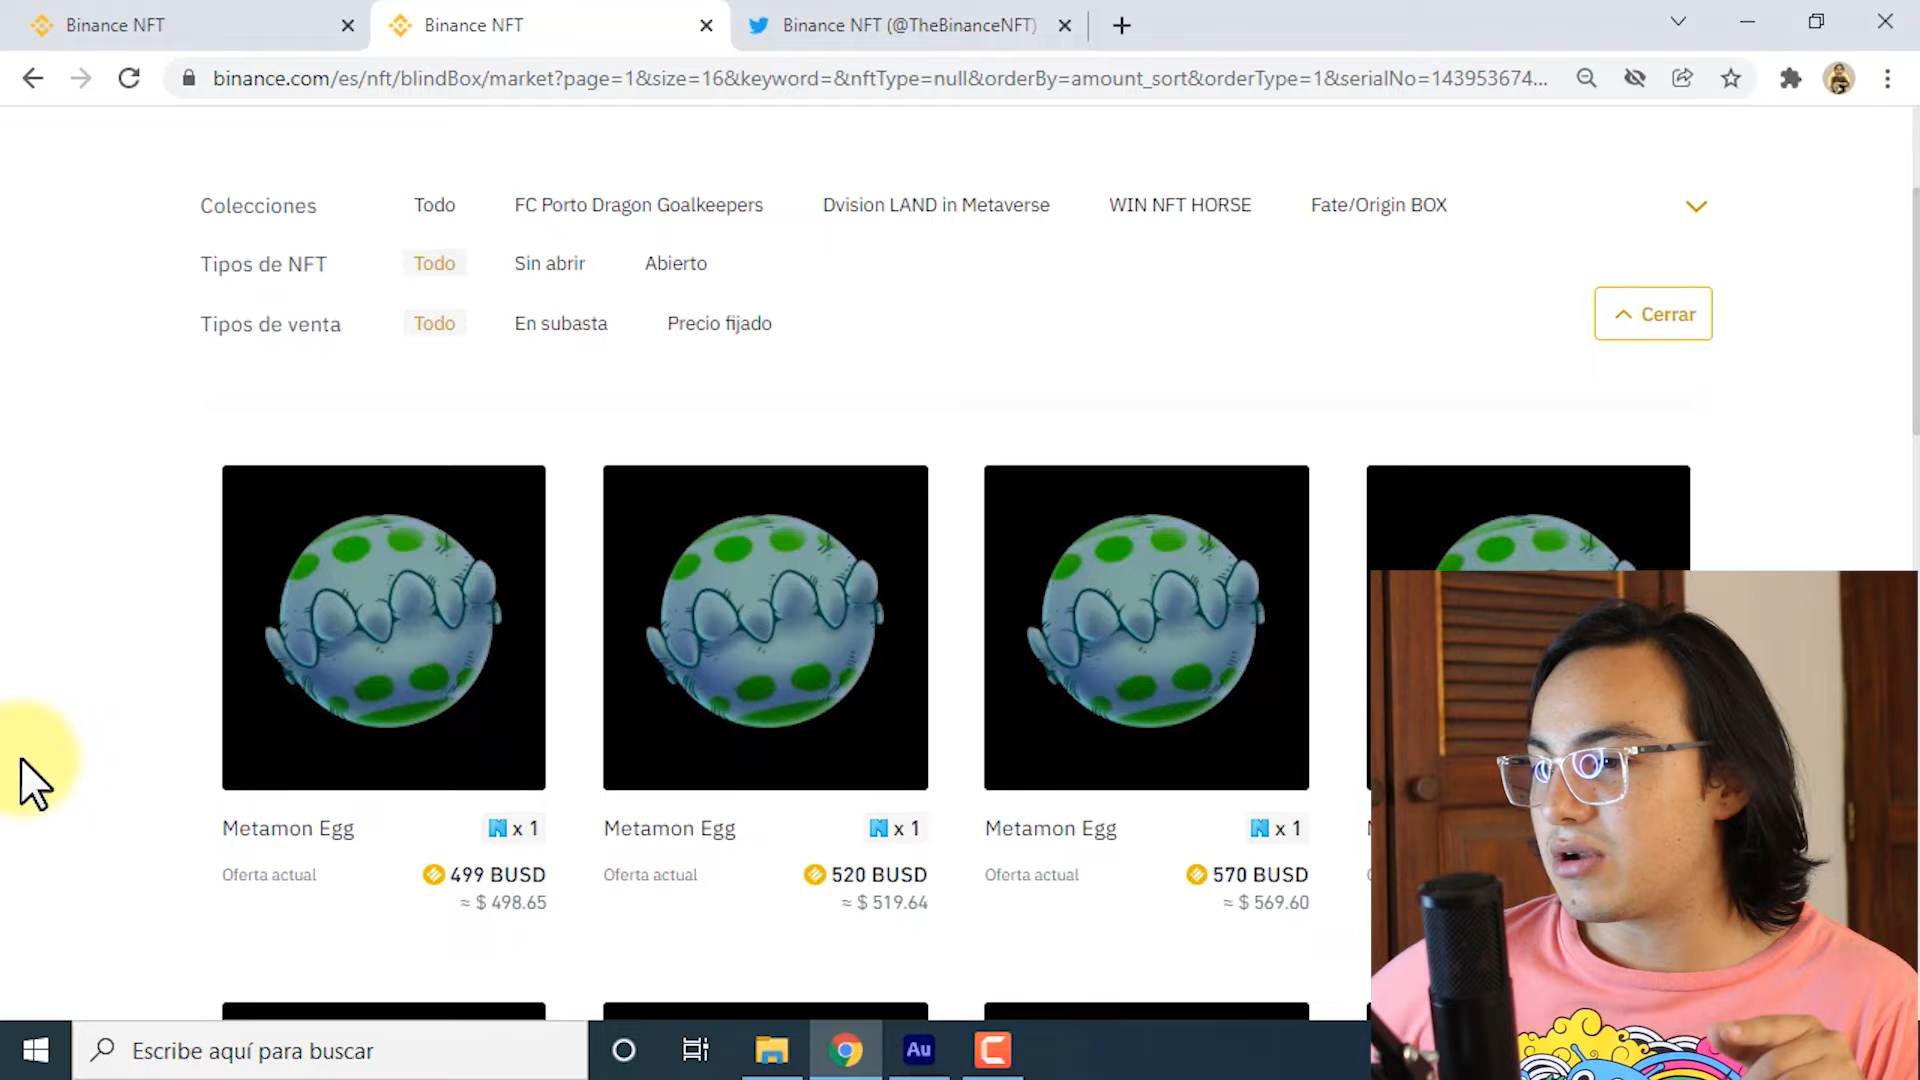 Binance NFT
Binance NFT
Binance NFT (@TheBinanceNFT)
binance.com/es/nft/blindBox/market?page=1&size=16&keyword=&nftType=null&orderBy=amount_sort&orderType=1&serialNo=143953674...
Colecciones Todo FC Porto Dragon Goalkeepers Dvision LAND in Metaverse WIN NFT HORSE Fate/Origin BOX
Tipos de NFT Todo Sin abrir Abierto
Tipos de venta Todo En subasta Precio fijado
Cerrar
Metamon Egg N x 1
Oferta actual 499 BUSD
≈ $ 498.65
Metamon Egg N x 1
Oferta actual 520 BUSD
≈ $ 519.64
Metamon Egg N x 1
Oferta actual 570 BUSD
≈ $ 569.60
Escribe aquí para buscar
Au